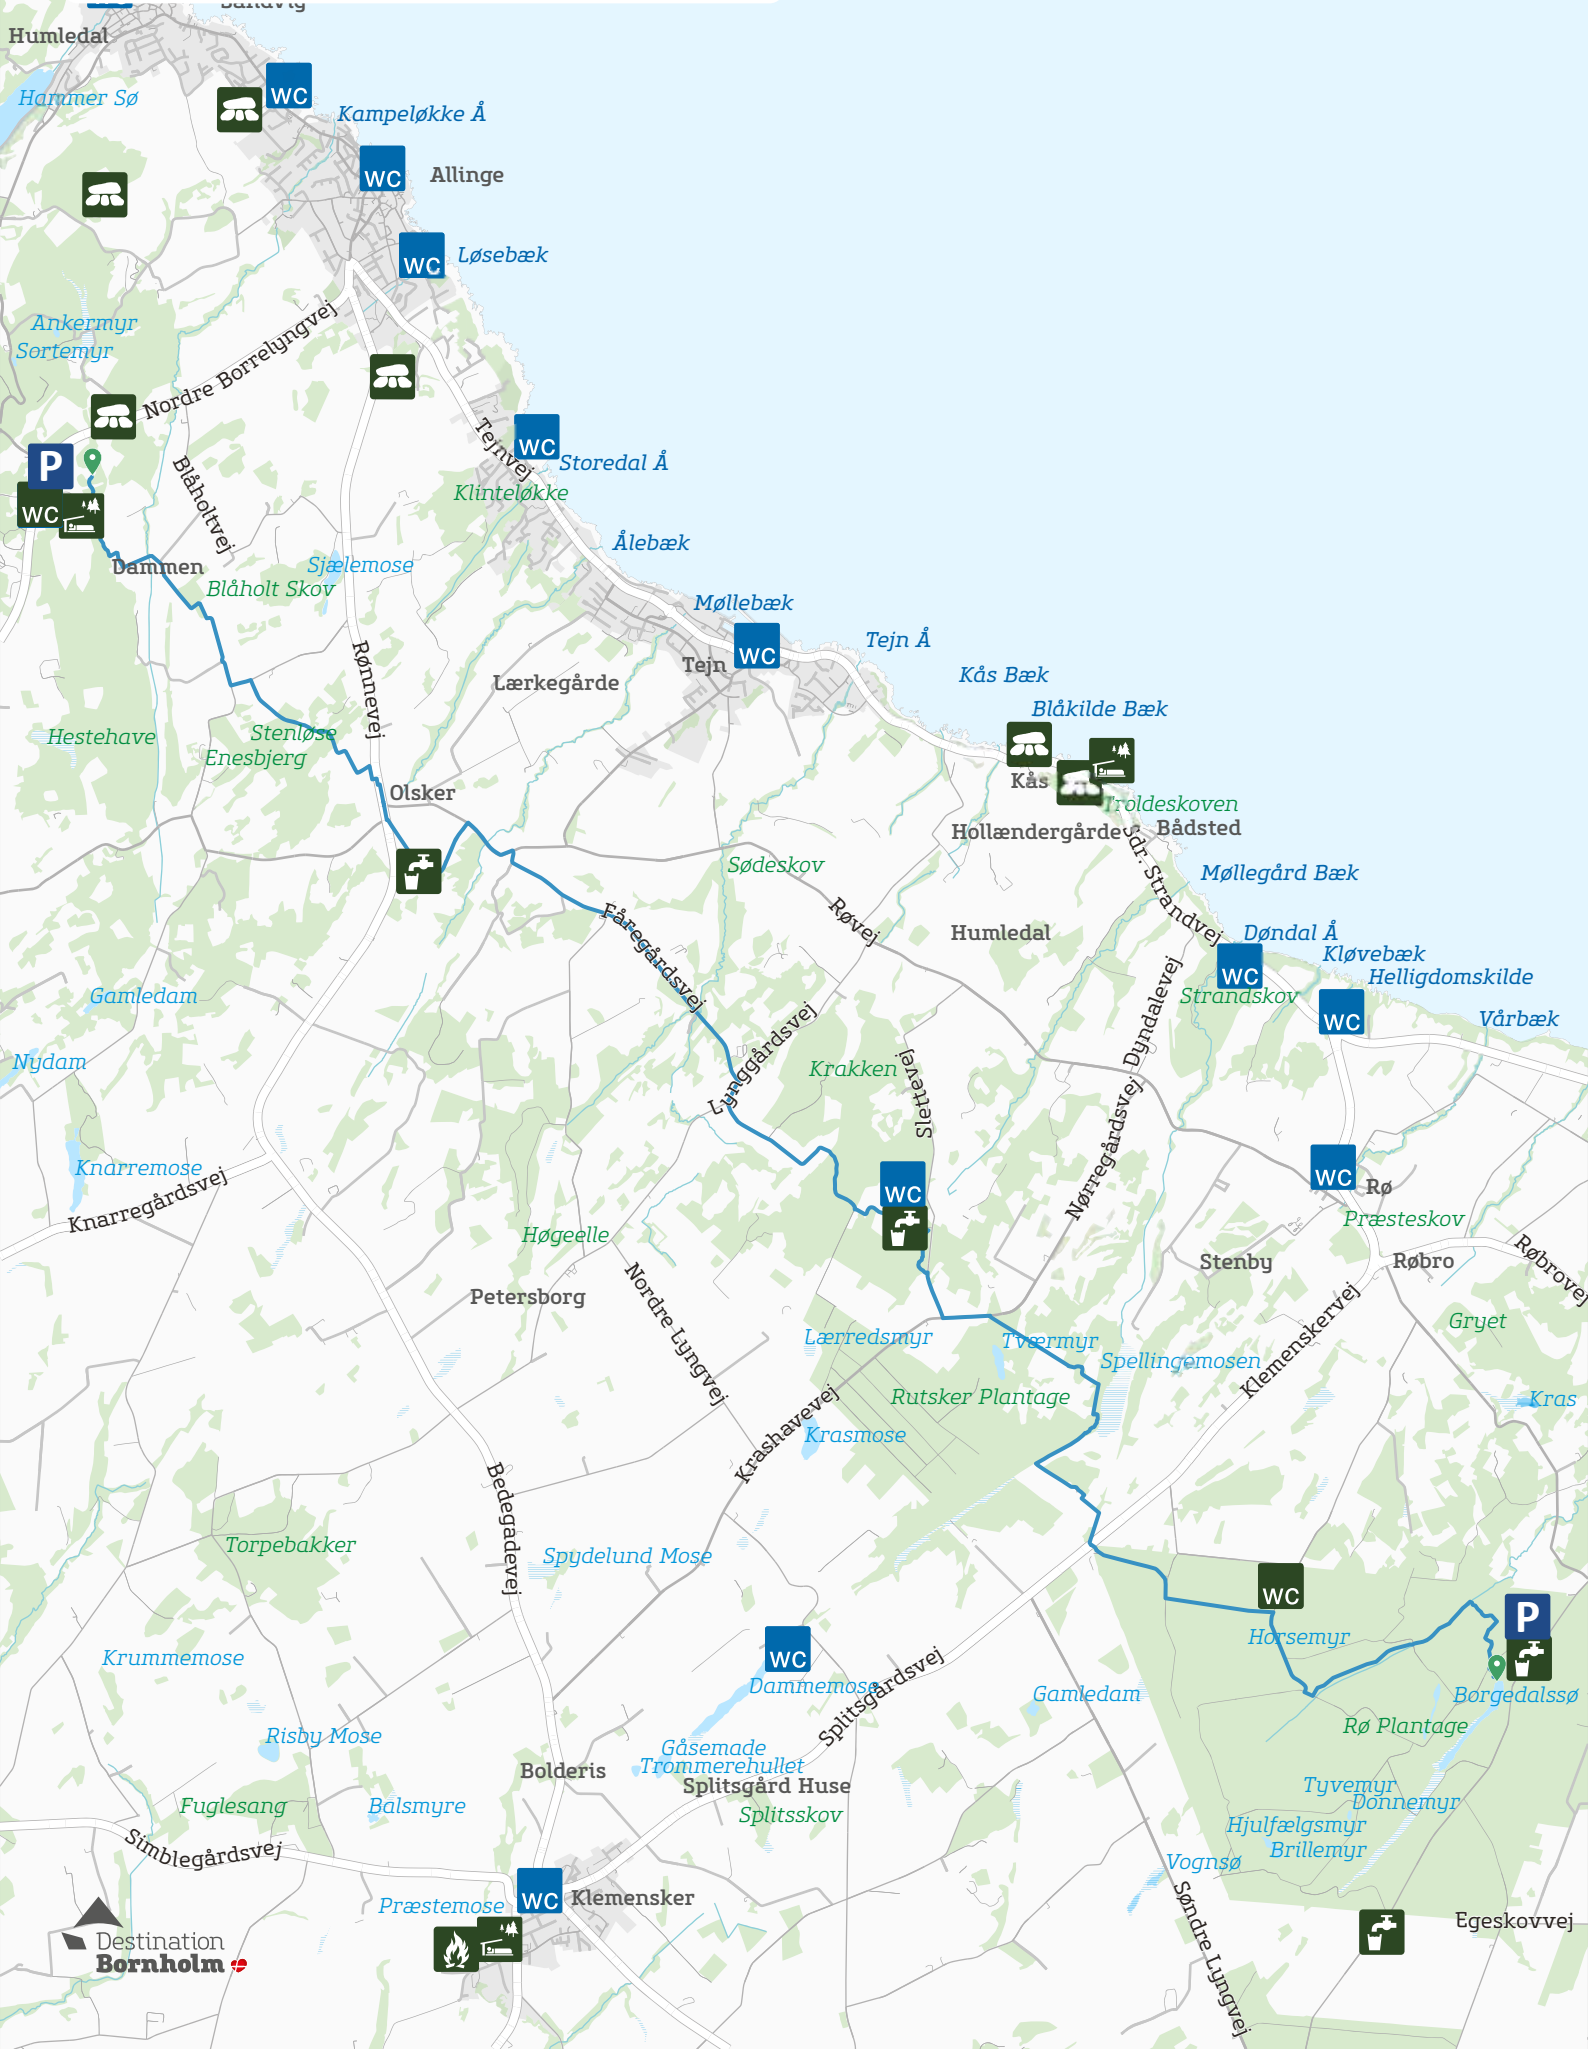 Sandvig
Humledal
Hammer Sø
WC
Kampeløkke Å
WC
Allinge
WC
Løsebæk
Ankermyr
Sortemyr
Nordre Borrelyngvej
P
WC
Blåholtvej
Tejnvej
WC
Storedal Å
Klinteløkke
Ålebæk
Dammen
Sjælemose
Blåholt Skov
Møllebæk
WC
Tejn
Tejn Å
Rønnevej
Lærkegårde
Kås Bæk
Blåkilde Bæk
Hestehave
Stenløse
Enesbjerg
Kås
Troldeskoven
Olsker
Hollændergårde
Bådsted
Sdr. Strandvej
Sødeskov
Møllegård Bæk
Fåregårdsvej
Røvej
Humledal
Døndal Å
WC
Kløvebæk
Helligdomskilde
Strandskov
WC
Vårbæk
Gamledam
Nydam
Lynggårdsvej
Krakken
Slettevej
Dyndalevej
Nørregårdsvej
Knarremose
Knarregårdsvej
WC
WC
Rø
Præsteskov
Høgeelle
Stenby
Røbro
Røbrovej
Petersborg
Nordre Lyngvej
Lærredsmyr
Tværmyr
Spellingemosen
Klemenskervej
Gryet
Rutsker Plantage
Kras
Krashavevej
Krasmose
Bedegadevej
Torpebakker
Spydelund Mose
WC
P
Horsemyr
Krummemose
WC
Dammemose
Splitsgårdsvej
Gamledam
Borgedalssø
Rø Plantage
Risby Mose
Gåsemade
Trommerehullet
Bolderis
Splitsgård Huse
Splitsskov
Tyvemyr
Donnemyr
Hjulfælgsmyr
Brillemyr
Fuglesang
Balsmyre
Simblegårdsvej
Vognsø
Præstemose
WC
Klemensker
Søndre Lyngvej
Egeskovvej
Destination
Bornholm